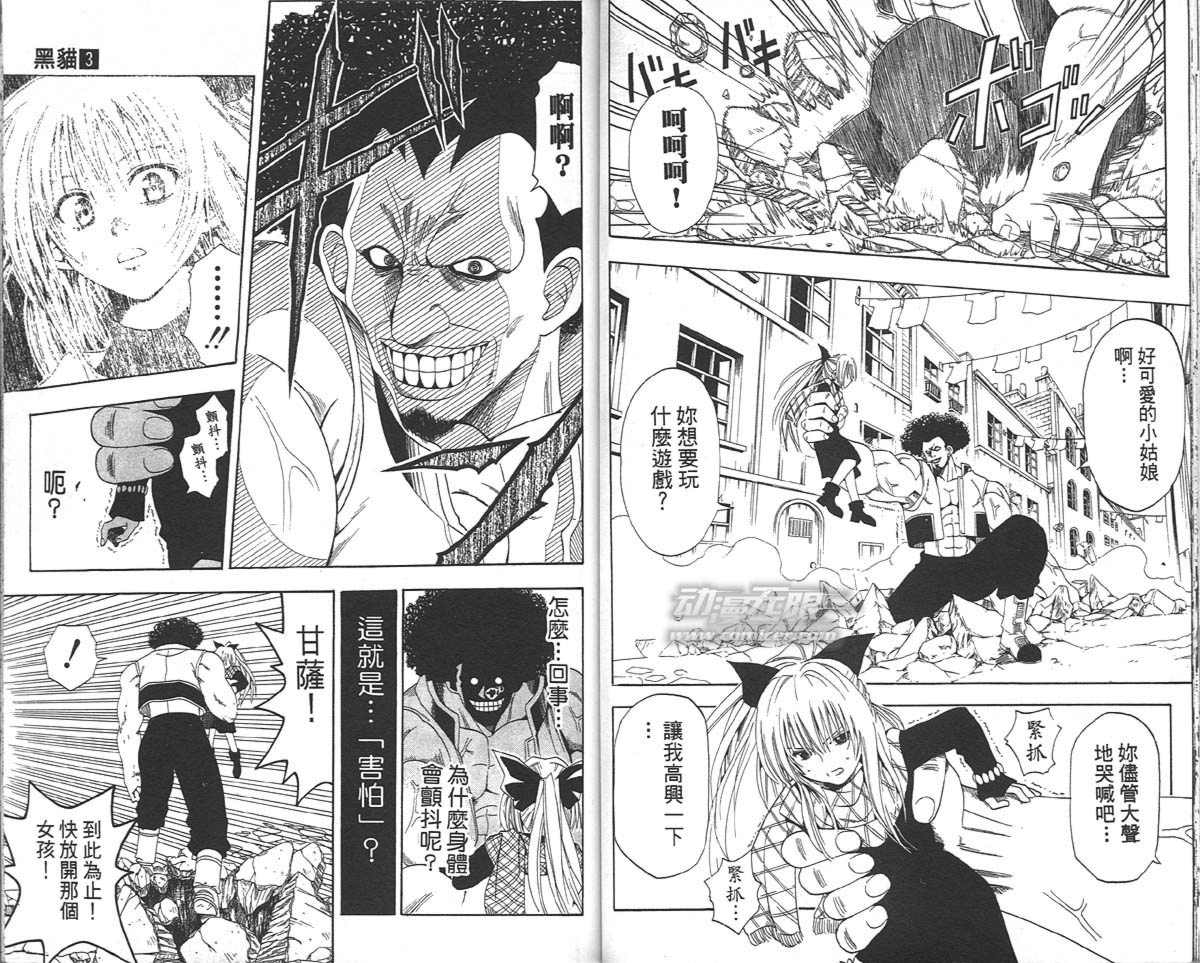 バキ
バキ
ボゴッ
呵呵呵！
好可愛的小姑娘
啊…
妳想要玩
什麼遊戲？
动漫无限
www.comicer.com
妳儘管大聲
地哭喊吧…
讓我高興一下
…
緊抓
緊抓…
黑貓3
啊啊？
……!!
顫抖…
顫抖…
呃？
怎麼…回事…
為什麼身體
會顫抖呢？
這就是…「害怕」？
甘薩！
！
到此為止！
快放開那個
女孩！